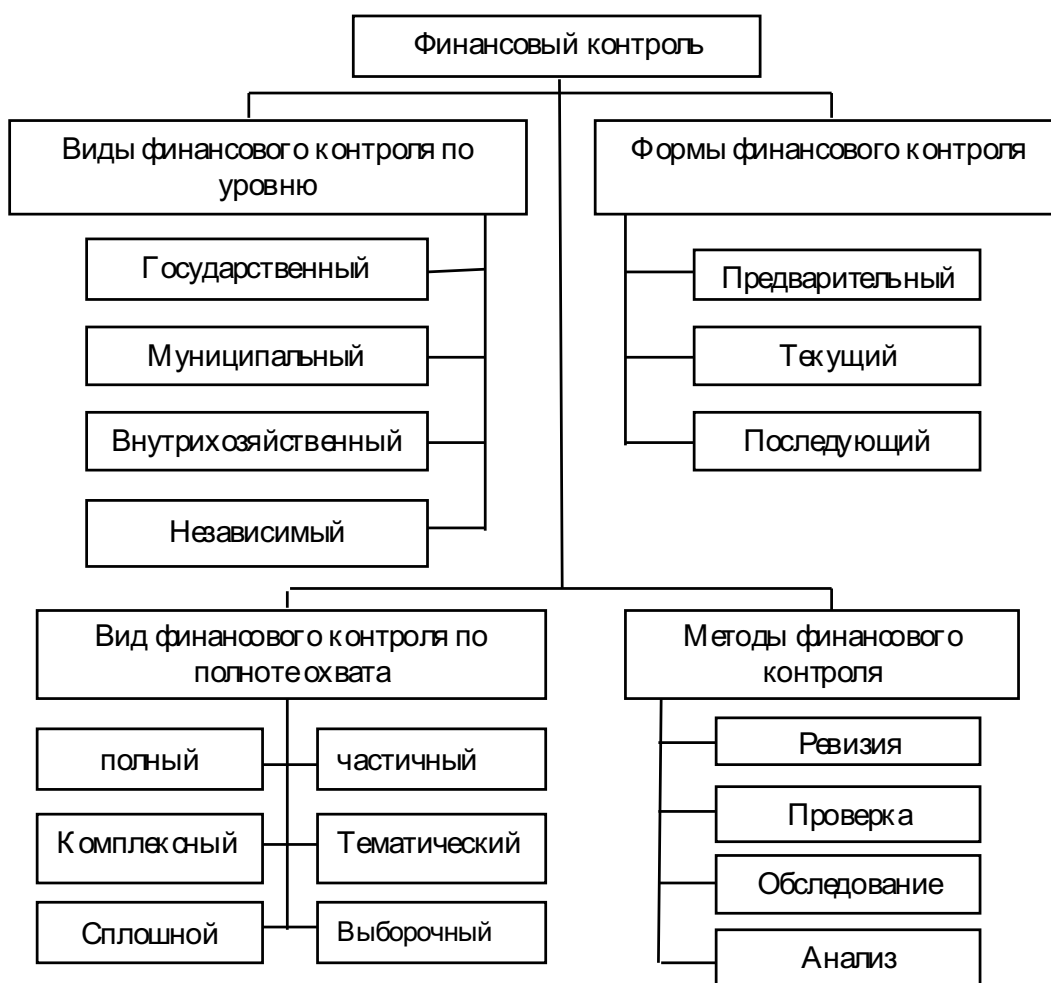 Финансовый контроль
Виды финансового контроля по
уровню
Государственный
Муниципальный
Внутрихозяйственный
Независимый
Формы финансового контроля
Предварительный
Текущий
Последующий
Вид финансового контроля по
полноте охвата
полный
частичный
Комплексный
Тематический
Сплошной
Выборочный
Методы финансового
контроля
Ревизия
Проверка
Обследование
Анализ